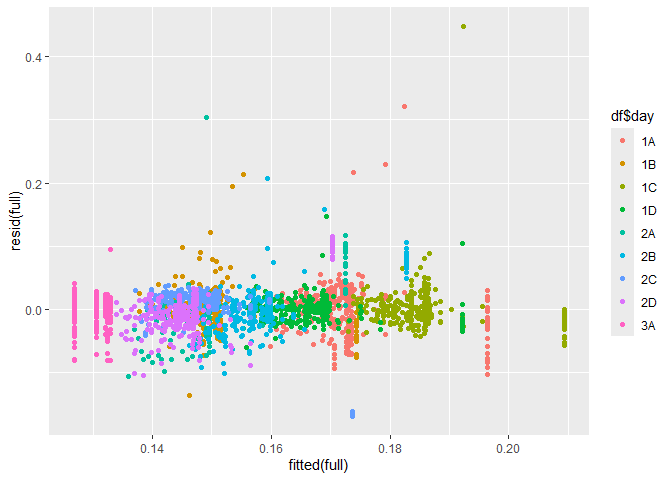 0.4
0.2
0.0
resid(full)
0.14
0.16
0.18
0.20
fitted(full)
df$day
1A
1B
1C
1D
2A
2B
2C
2D
3A